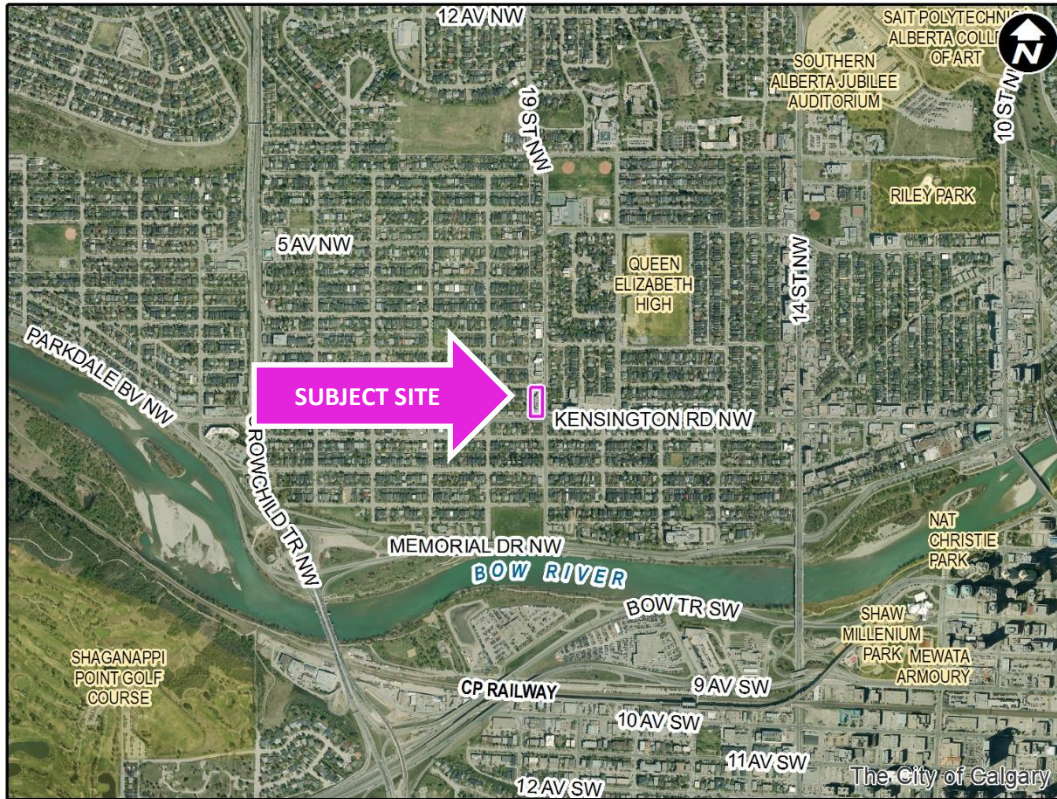 12 AV NW
SAIT POLYTECHNIC
ALBERTA COLL
OF ART
N
SOUTHERN
ALBERTA JUBILEE
AUDITORIUM
19 ST NW
10 ST N
RILEY PARK
5 AV NW
QUEEN
ELIZABETH
HIGH
14 ST NW
PARKDALE BV NW
SUBJECT SITE
KENSINGTON RD NW
ROWCHILD TR NW
MEMORIAL DR NW
BOW RIVER
NAT
CHRISTIE
PARK
BOW TR SW
SHAW
MILLENIUM
PARK
MEWATA
ARMOURY
SHAGANAPPI
POINT GOLF
COURSE
CP RAILWAY
9 AV SW
10 AV SW
11 AV SW
12 AV SW
The City of Calgary